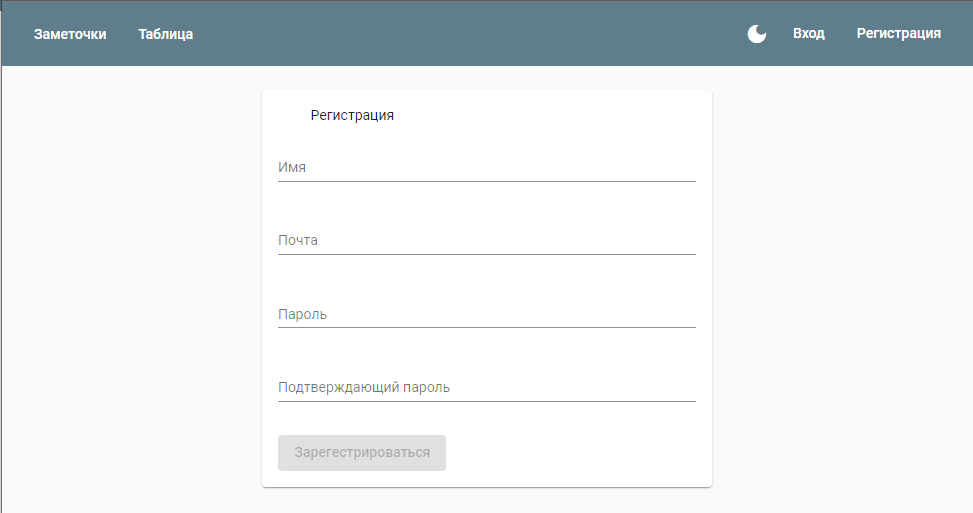 Заметочки Таблица Вход Регистрация
Регистрация
Имя
Почта
Пароль
Подтверждающий пароль
Зарегестрироваться